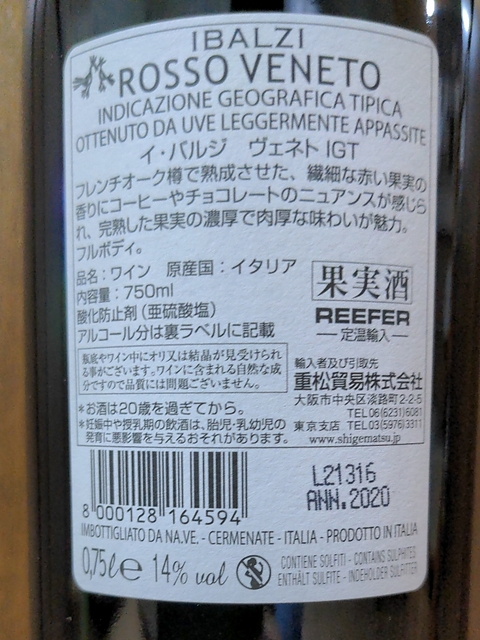 IBALZI
ROSSO VENETO
INDICAZIONE GEOGRAFICA TIPICA
OTTENUTO DA UVE LEGGERMENTE APPASSITE
イ・バルジ ヴェネト IGT
フレンチオーク樽で熟成させた、繊細な赤い果実の
香りにコーヒーやチョコレートのニュアンスが感じら
れ、完熟した果実の濃厚で肉厚な味わいが魅力。
フルボディ。
品名：ワイン 原産国：イタリア
内容量：750ml
酸化防止剤（亜硫酸塩）
アルコール分は裏ラベルに記載
果実酒
REEFER
定温輸入
瓶底やワイン中にオリ又は結晶が見受けられ
る事がございます。ワインに含まれる自然な成
分ですので品質には問題ございません。
輸入者及び引取先
重松貿易株式会社
大阪市中央区淡路町2-2-5
TEL 06(6231)6081
東京支店 TEL 03(5976)3311
www.shigematsu.jp
*お酒は20歳を過ぎてから。
*妊娠中や授乳期の飲酒は、胎児・乳幼児の
発育に悪影響を与えるおそれがあります。
L21316
ANN.2020
8 000128 164594
IMBOTTIGLIATO DA NA.VE. - CERMENATE - ITALIA - PRODOTTO IN ITALIA
0,75ℓe 14% vol
CONTIENE SOLFITI - CONTAINS SULPHITES
ENTHÄLT SULFITE - INDEHOLDER SULFITTER